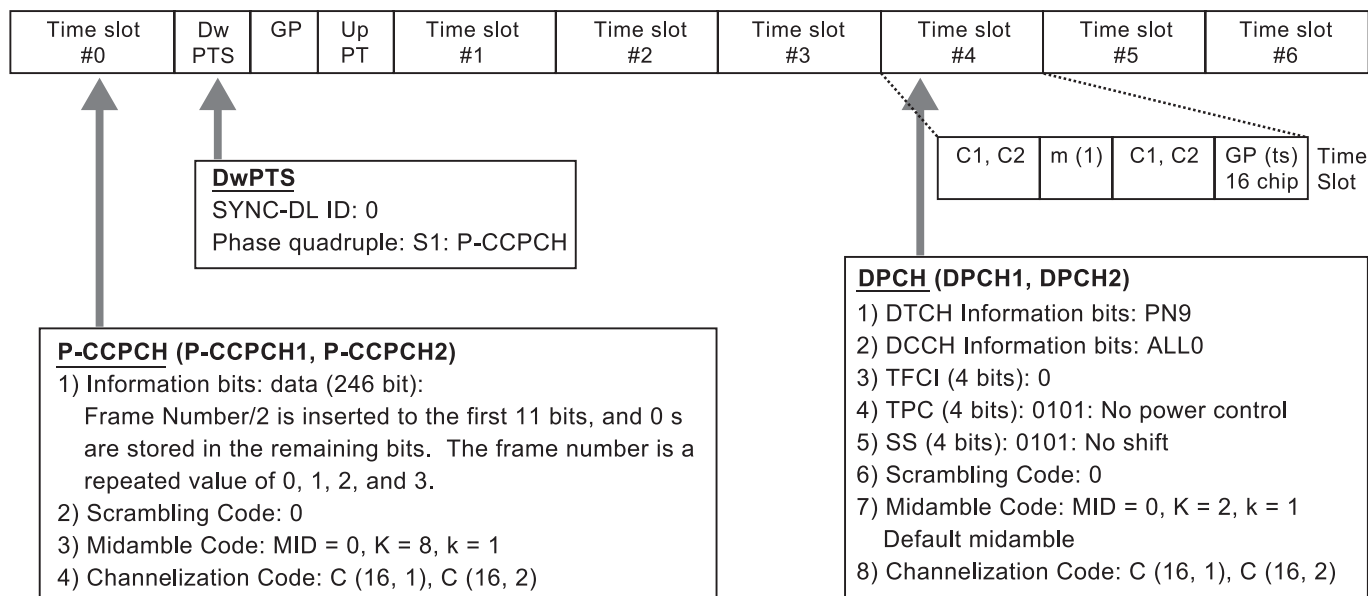 Time slot #0
Dw PTS
GP
Up PT
Time slot #1
Time slot #2
Time slot #3
Time slot #4
Time slot #5
Time slot #6
C1, C2
m (1)
C1, C2
GP (ts) 16 chip
Time Slot
DwPTS
SYNC-DL ID: 0
Phase quadruple: S1: P-CCPCH
P-CCPCH (P-CCPCH1, P-CCPCH2)
1) Information bits: data (246 bit):
Frame Number/2 is inserted to the first 11 bits, and 0 s
are stored in the remaining bits. The frame number is a
repeated value of 0, 1, 2, and 3.
2) Scrambling Code: 0
3) Midamble Code: MID = 0, K = 8, k = 1
4) Channelization Code: C (16, 1), C (16, 2)
DPCH (DPCH1, DPCH2)
1) DTCH Information bits: PN9
2) DCCH Information bits: ALL0
3) TFCI (4 bits): 0
4) TPC (4 bits): 0101: No power control
5) SS (4 bits): 0101: No shift
6) Scrambling Code: 0
7) Midamble Code: MID = 0, K = 2, k = 1
Default midamble
8) Channelization Code: C (16, 1), C (16, 2)